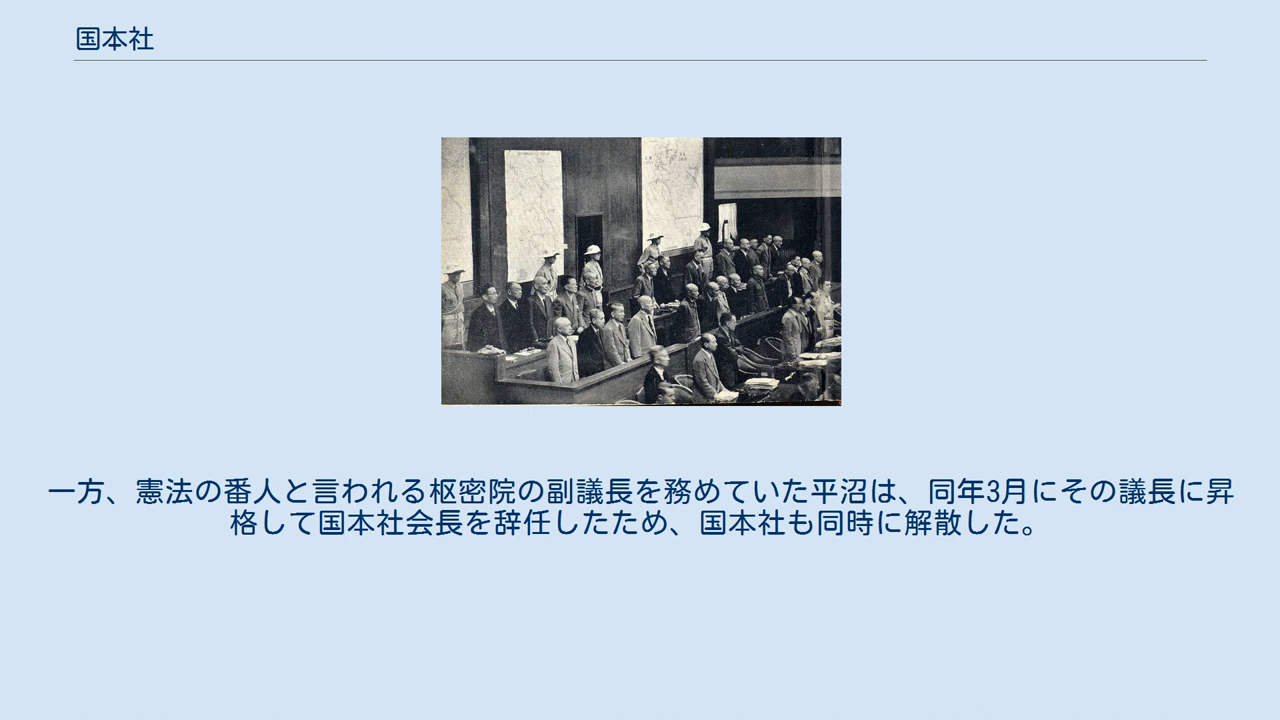 国本社
一方、憲法の番人と言われる枢密院の副議長を務めていた平沼は、同年3月にその議長に昇
格して国本社会長を辞任したため、国本社も同時に解散した。